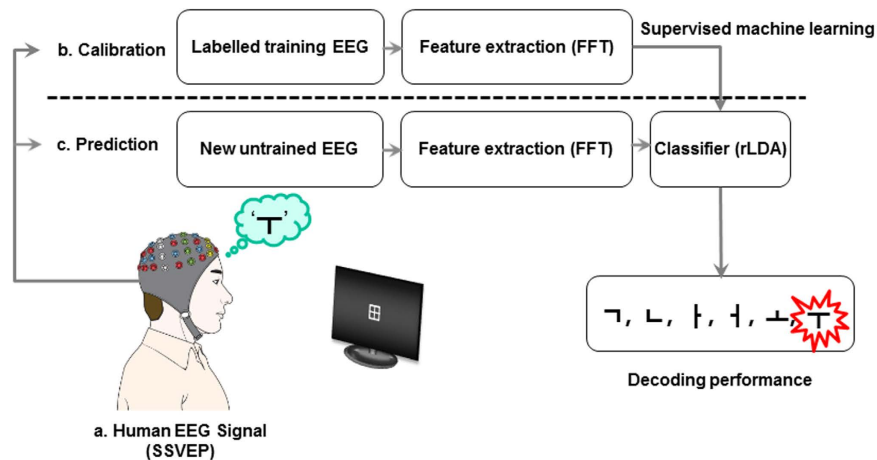 b. Calibration
Labelled training EEG
Feature extraction (FFT)
Supervised machine learning
c. Prediction
New untrained EEG
Feature extraction (FFT)
Classifier (rLDA)
'ㅜ'
ㄱ, ㄴ, ㅏ, ㅓ, ㅗ, ㅜ
Decoding performance
a. Human EEG Signal
(SSVEP)